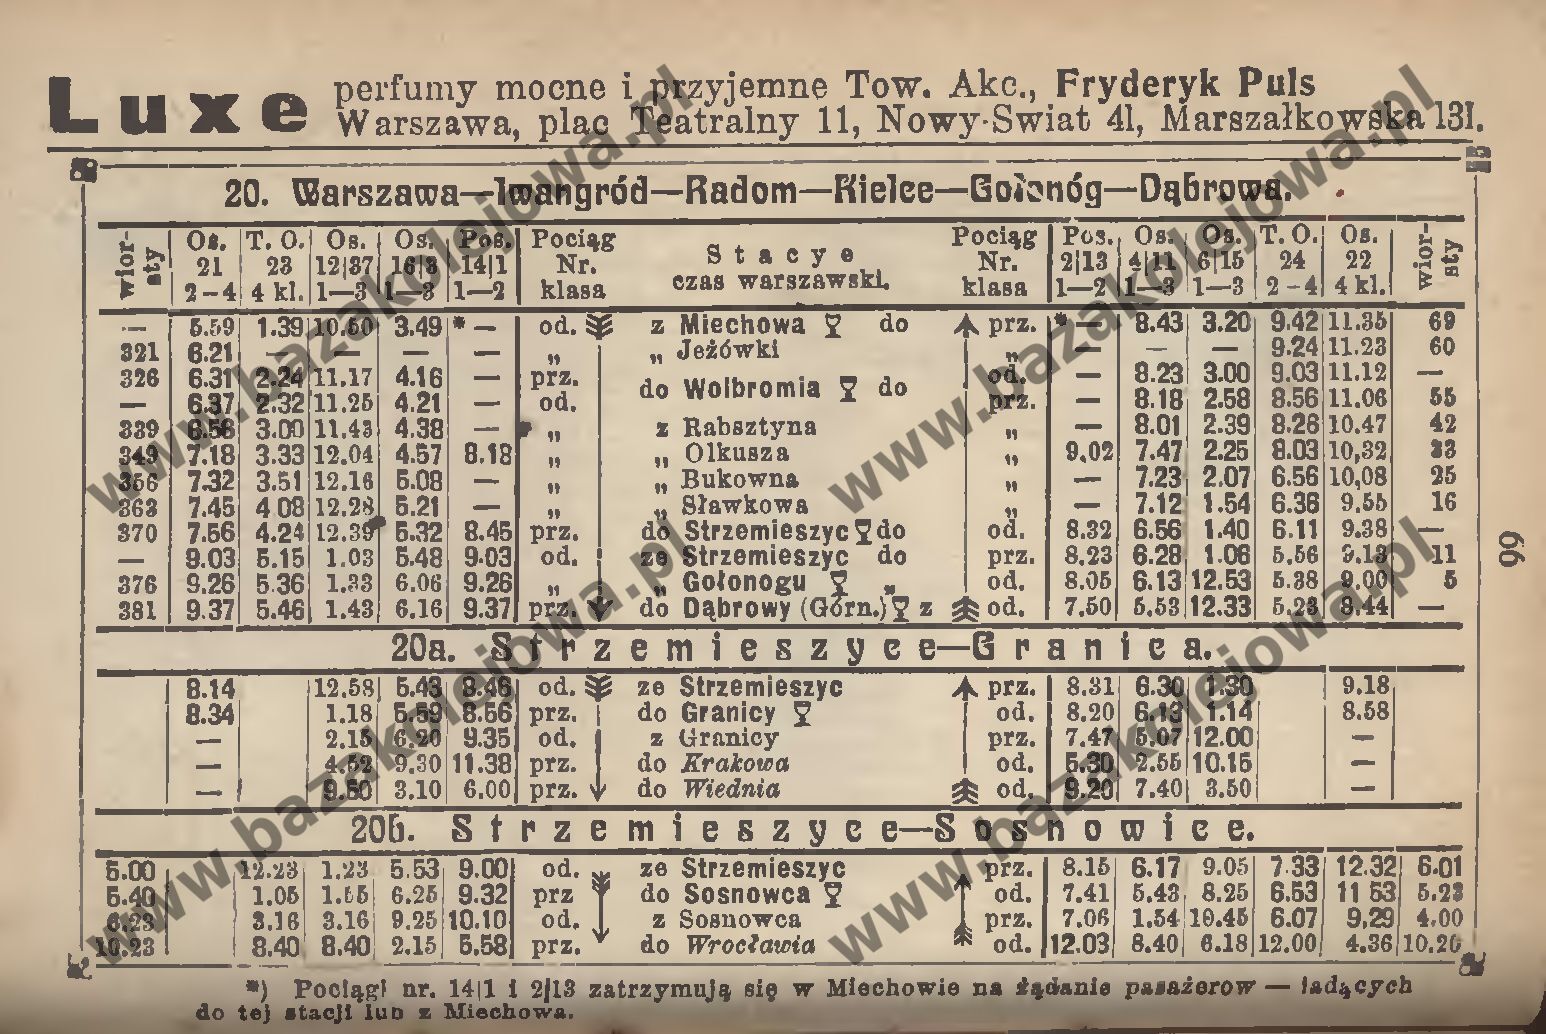 Luxe perfumy mocne i przyjemne Tow. Akc., Fryderyk Puls
Warszawa, plac Teatralny 11, Nowy-Swiat 41, Marszałkowska 131.
20. Warszawa—Iwangród—Radom—Kielce—Gołonóg—Dąbrowa.
wior- Os. T. O. Os. Os. Pos. Pociąg Stacye Pociąg Pos. Os. Os. T. O. Os. wior-
sty 21 23 12|37 16|3 14|1 Nr. czas warszawski. Nr. 2|13 4|11 6|15 24 22 sty
2-4 4 kl. 1—3 1—3 1—2 klasa klasa 1—2 1—3 1—3 2-4 4 kl.
— 5.59 1.39 10.50 3.49 *— od. z Miechowa do prz. *— 8.43 3.20 9.42 11.35 69
321 6.21 — — — — „ „ Jeżówki „ — — — 9.24 11.23 60
326 6.31 2.24 11.17 4.16 — prz. do Wolbromia do od. — 8.23 3.00 9.03 11.12 —
— 6.37 2.32 11.25 4.21 — od. prz. — 8.18 2.58 8.56 11.06 55
339 6.58 3.00 11.43 4.38 — „ z Rabsztyna „ — 8.01 2.39 8.26 10.47 42
349 7.18 3.33 12.04 4.57 8.18 „ „ Olkusza „ 9.02 7.47 2.25 8.03 10,32 33
356 7.32 3.51 12.16 5.08 — „ „ Bukowna „ — 7.23 2.07 6.56 10,08 25
363 7.45 4 08 12.28 5.21 — „ „ Sławkowa „ — 7.12 1.54 6.36 9.55 16
370 7.56 4.24 12.39 5.32 8.45 prz. do Strzemieszyc do od. 8.32 6.56 1.40 6.11 9.38 —
— 9.03 5.15 1.03 5.48 9.03 od. ze Strzemieszyc do prz. 8.23 6.28 1.06 5.56 9.13 11
376 9.26 5.36 1.33 6.06 9.26 „ „ Gołonogu „ od. 8.05 6.13 12.53 5.38 9.00 5
381 9.37 5.46 1.43 6.16 9.37 prz. do Dąbrowy (Górn.) z od. 7.50 5.53 12.33 5.23 8.44 —
66
20a. Strzemieszyce—Granica.
8.14 12.58 5.43 8.46 od. ze Strzemieszyc prz. 8.31 6.30 1.30 9.18
8.34 1.18 5.59 8.56 prz. do Granicy od. 8.20 6.13 1.14 8.58
— 2.15 6.20 9.35 od. z Granicy prz. 7.47 5.07 12.00 —
— 4.52 9.30 11.38 prz. do Krakowa od. 5.30 2.55 10.15 —
— 9.50 3.10 6.00 prz. do Wiednia od. 9.20 7.40 3.50 —
20b. Strzemieszyce—Sosnowice.
5.00 12.23 1.23 5.53 9.00 od. ze Strzemieszyc prz. 8.15 6.17 9.05 7.33 12.32 6.01
5.40 1.05 1.55 6.25 9.32 prz do Sosnowca od. 7.41 5.43 8.25 6.53 11 53 5.23
6.23 3.16 3.16 9.25 10.10 od. z Sosnowca prz. 7.06 1.54 10.45 6.07 9,29 4.00
10.23 8.40 8.40 2.15 5.58 prz. do Wrocławia od. 12.03 8.40 6.18 12.00 4.36 10.20
*) Pociągi nr. 14|1 i 2|13 zatrzymują się w Miechowie na żądanie pasażerow — iadących
do tej stacji lub z Miechowa.
www.bazakolejowa.pl
www.bazakolejowa.pl
www.bazakolejowa.pl
www.bazakolejowa.pl